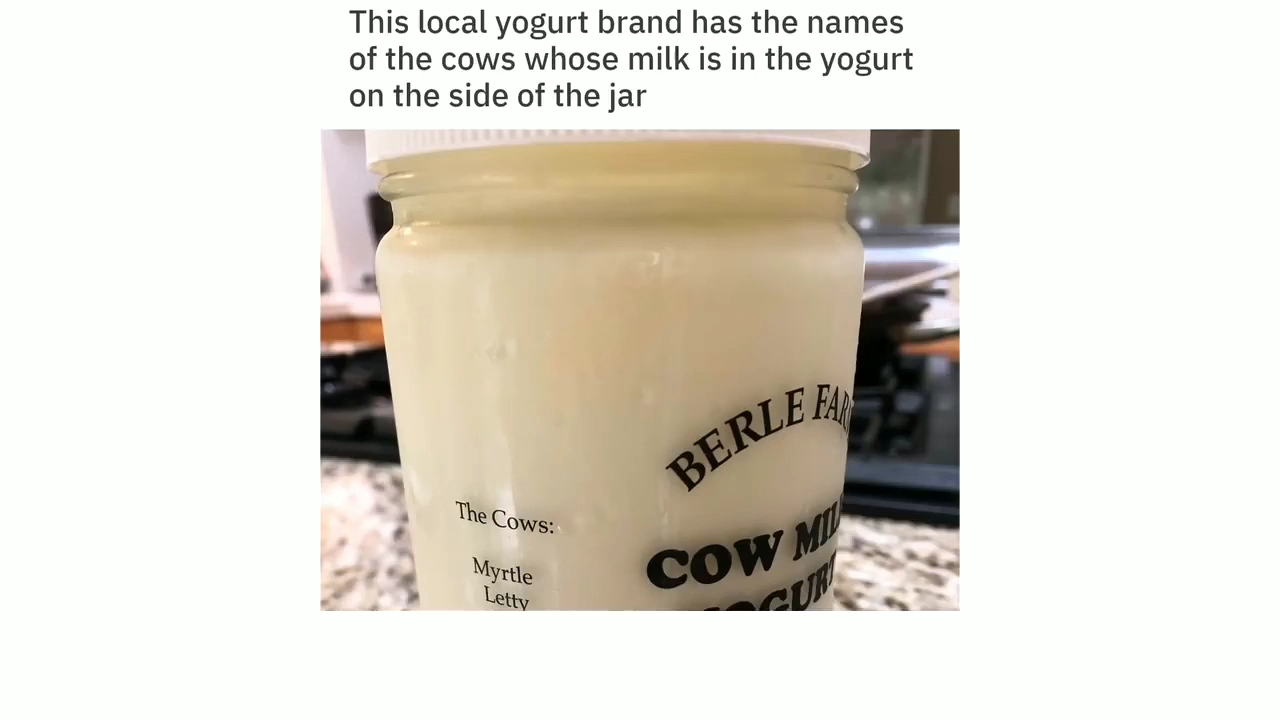 This local yogurt brand has the names
of the cows whose milk is in the yogurt
on the side of the jar
BERLE FAR
The Cows:
COW MIL
Myrtle
Letty
OGURT